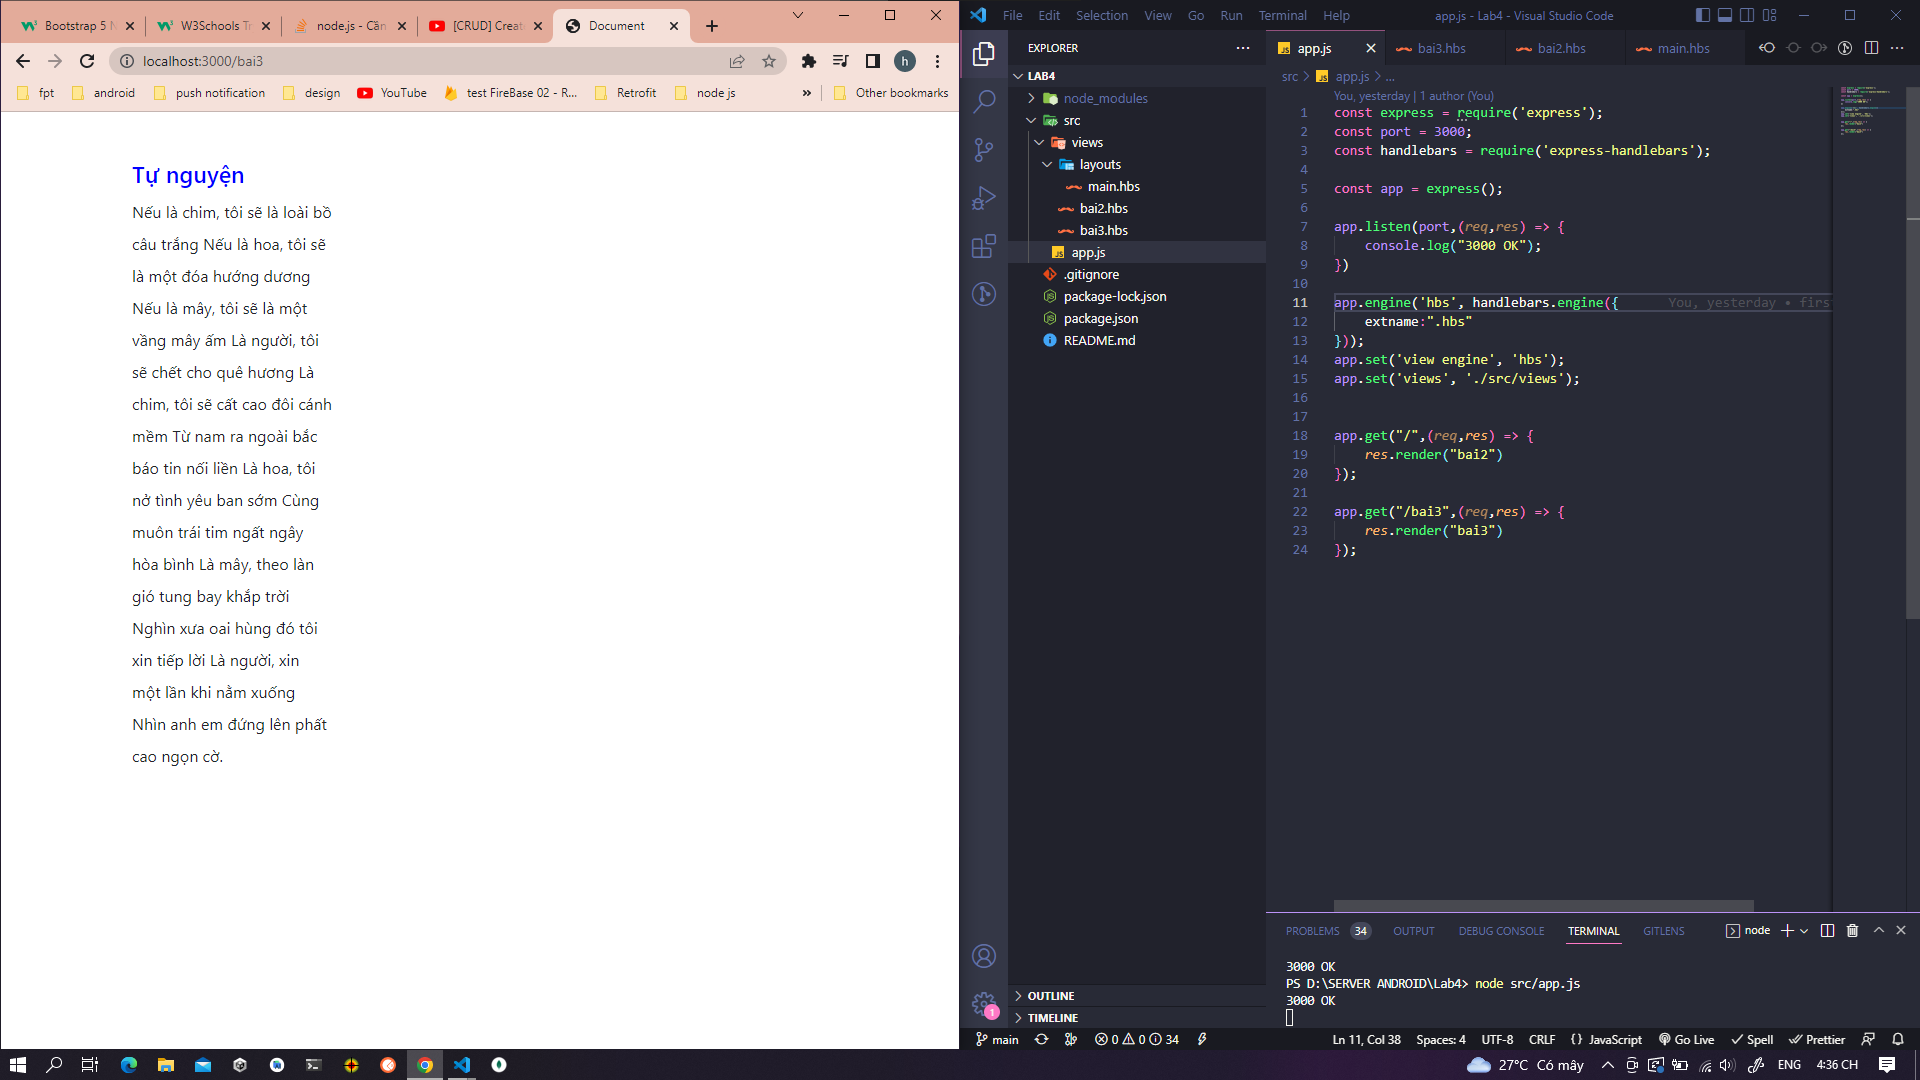 Bootstrap 5 N
W3Schools Tr
node.js - Cần
[CRUD] Create
Document
localhost:3000/bai3
h
fpt
android
push notification
design
YouTube
test FireBase 02 - R...
Retrofit
node js
»
Other bookmarks
Tự nguyện
Nếu là chim, tôi sẽ là loài bồ
câu trắng Nếu là hoa, tôi sẽ
là một đóa hướng dương
Nếu là mây, tôi sẽ là một
vầng mây ấm Là người, tôi
sẽ chết cho quê hương Là
chim, tôi sẽ cất cao đôi cánh
mềm Từ nam ra ngoài bắc
báo tin nối liền Là hoa, tôi
nở tình yêu ban sớm Cùng
muôn trái tim ngất ngây
hòa bình Là mây, theo làn
gió tung bay khắp trời
Nghìn xưa oai hùng đó tôi
xin tiếp lời Là người, xin
một lần khi nằm xuống
Nhìn anh em đứng lên phất
cao ngọn cờ.
File Edit Selection View Go Run Terminal Help
app.js - Lab4 - Visual Studio Code
EXPLORER
LAB4
node_modules
src
views
layouts
main.hbs
bai2.hbs
bai3.hbs
app.js
.gitignore
package-lock.json
package.json
README.md
OUTLINE
TIMELINE
app.js
bai3.hbs
bai2.hbs
main.hbs
src > app.js > ...
You, yesterday | 1 author (You)
1 const express = require('express');
2 const port = 3000;
3 const handlebars = require('express-handlebars');
4
5 const app = express();
6
7 app.listen(port,(req,res) => {
8 console.log("3000 OK");
9 })
10
11 app.engine('hbs', handlebars.engine({ You, yesterday • firs
12 extname:".hbs"
13 }));
14 app.set('view engine', 'hbs');
15 app.set('views', './src/views');
16
17
18 app.get("/",(req,res) => {
19 res.render("bai2")
20 });
21
22 app.get("/bai3",(req,res) => {
23 res.render("bai3")
24 });
PROBLEMS 34 OUTPUT DEBUG CONSOLE TERMINAL GITLENS
node
3000 OK
PS D:\SERVER ANDROID\Lab4> node src/app.js
3000 OK
1
main
0 0 34
Ln 11, Col 38
Spaces: 4
UTF-8
CRLF
{} JavaScript
Go Live
Spell
Prettier
27°C Có mây
ENG
4:36 CH